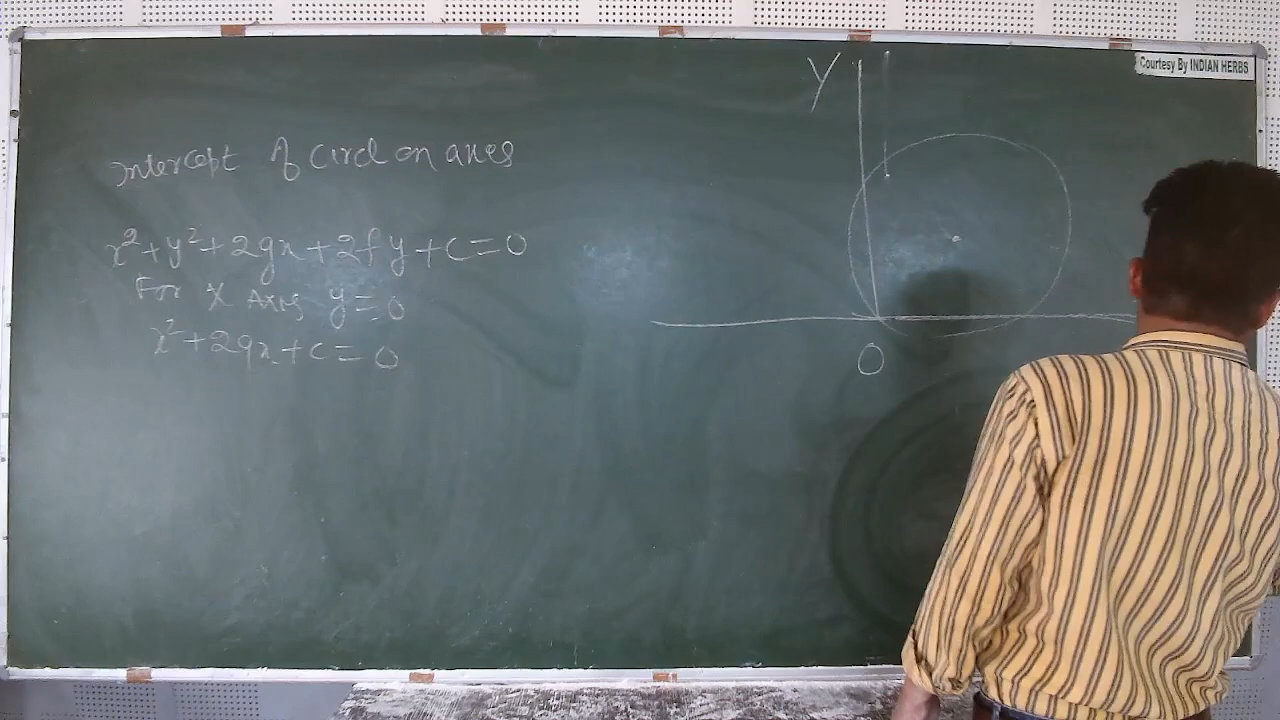 Courtesy By INDIAN HERBS
Y
Intercept of Circl on axes
x²+y²+2gx+2fy+c=0
For X Axis y=0
x²+2gx+c=0
O